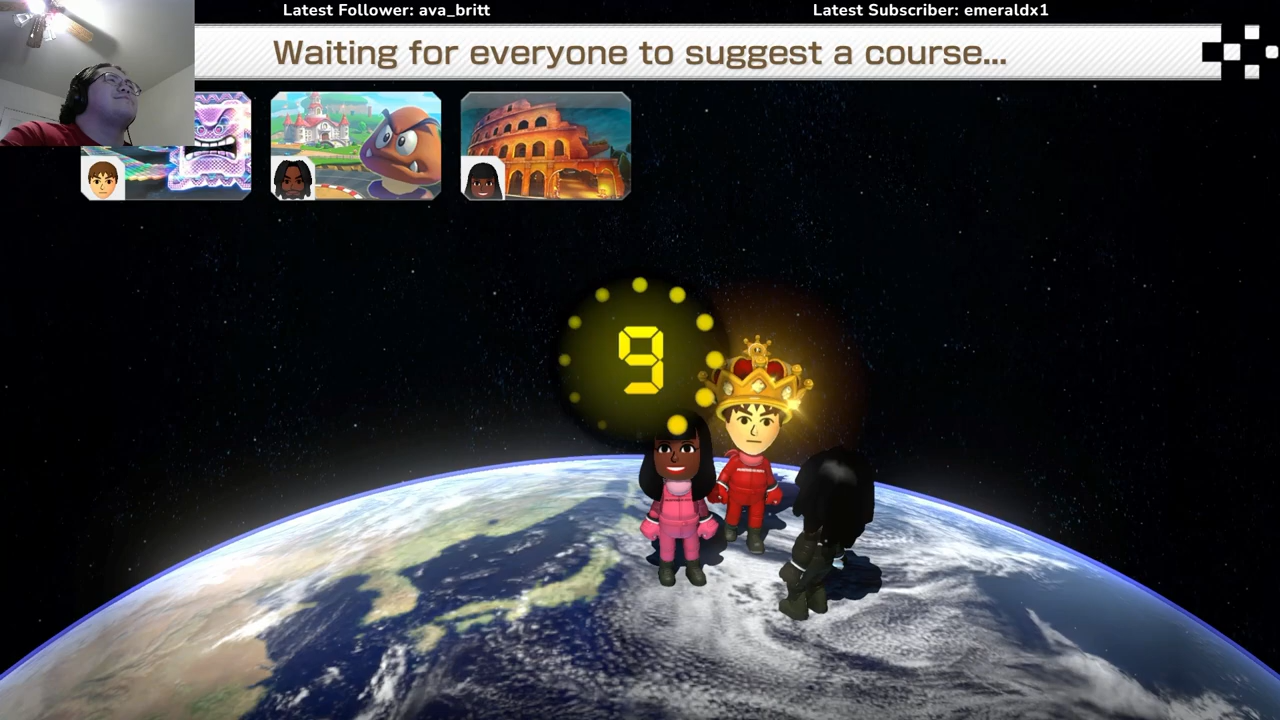 Latest Follower: ava_britt
Latest Subscriber: emeraldx1
Waiting for everyone to suggest a course...
9